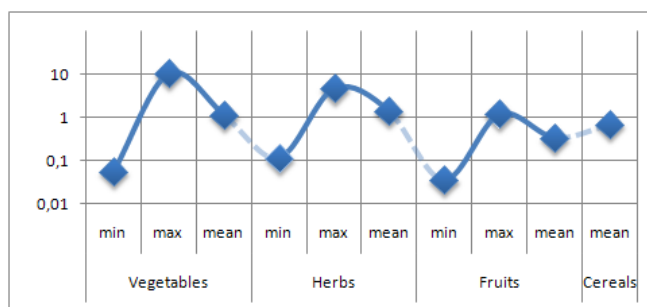 10
1
0,1
0,01
min max mean min max mean min max mean mean
Vegetables Herbs Fruits Cereals